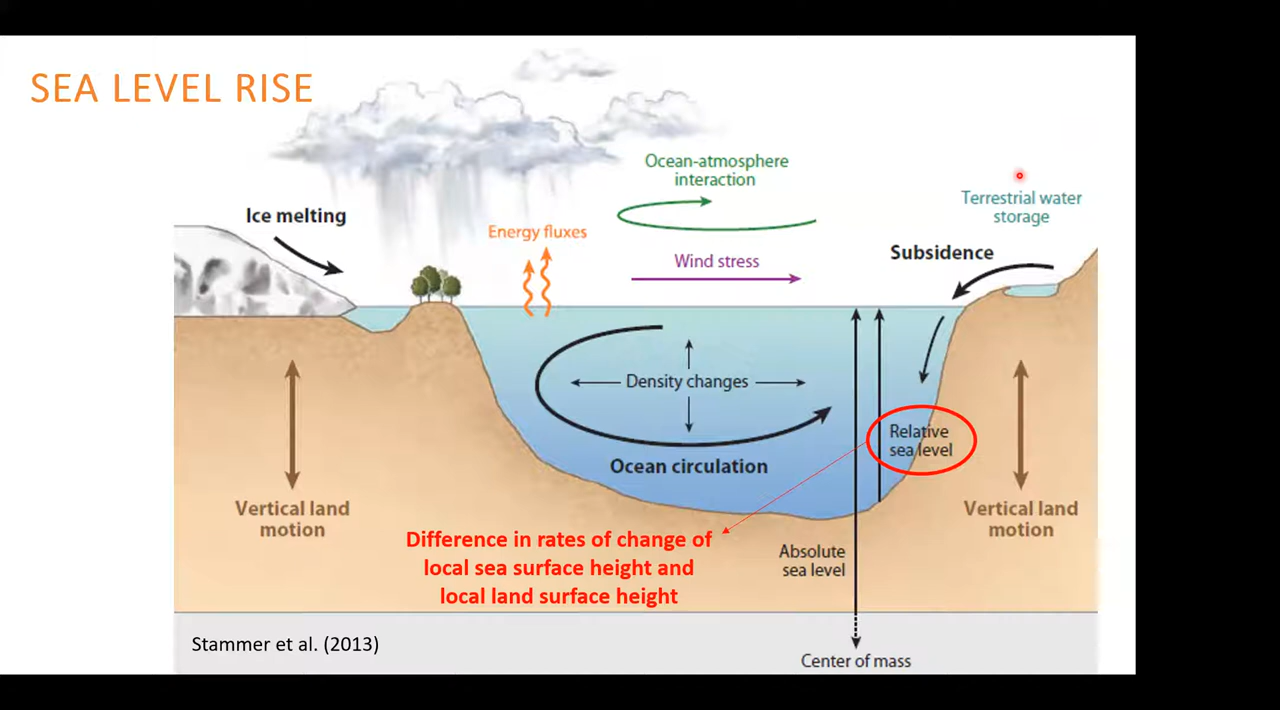 SEA LEVEL RISE
Ocean-atmosphere
interaction
Terrestrial water
storage
Ice melting
Energy fluxes
Wind stress
Subsidence
Density changes
Relative
sea level
Ocean circulation
Vertical land
motion
Vertical land
motion
Difference in rates of change of
local sea surface height and
local land surface height
Absolute
sea level
Stammer et al. (2013)
Center of mass